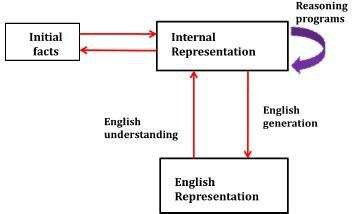 Reasoning
programs
Initial
facts
Internal
Representation
English
understanding
English
generation
English
Representation